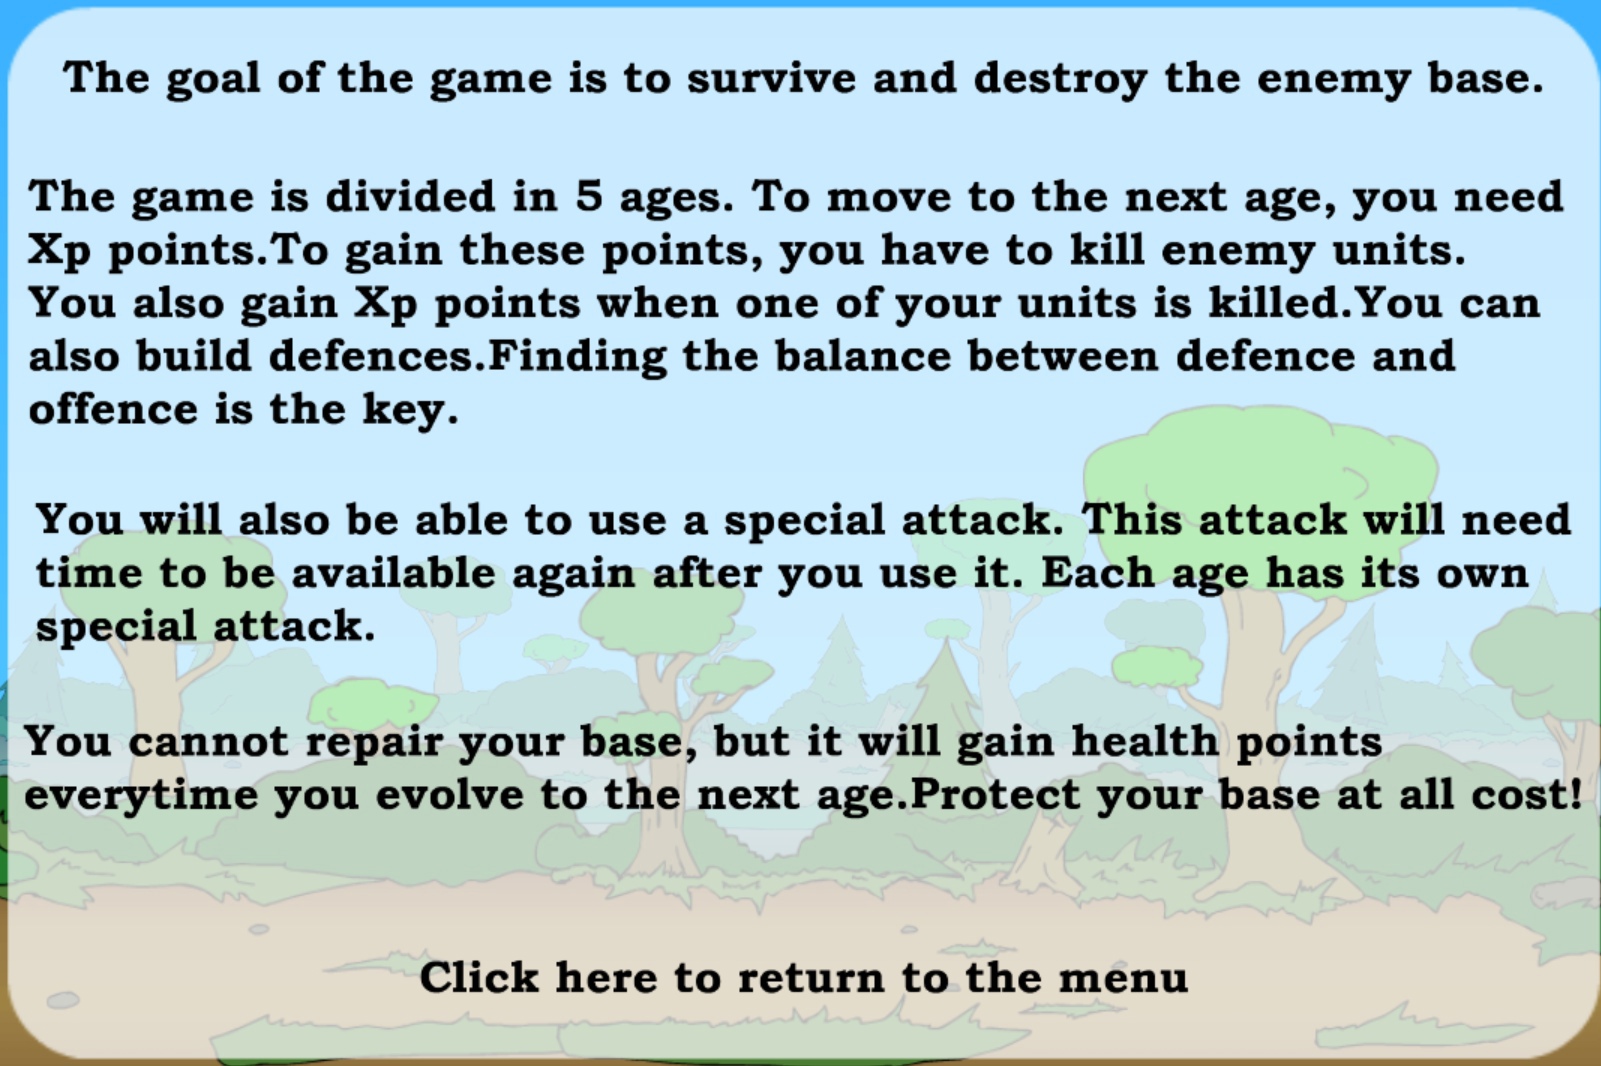 The goal of the game is to survive and destroy the enemy base.
The game is divided in 5 ages. To move to the next age, you need
Xp points.To gain these points, you have to kill enemy units.
You also gain Xp points when one of your units is killed.You can
also build defences.Finding the balance between defence and
offence is the key.
You will also be able to use a special attack. This attack will need
time to be available again after you use it. Each age has its own
special attack.
You cannot repair your base, but it will gain health points
everytime you evolve to the next age.Protect your base at all cost!
Click here to return to the menu